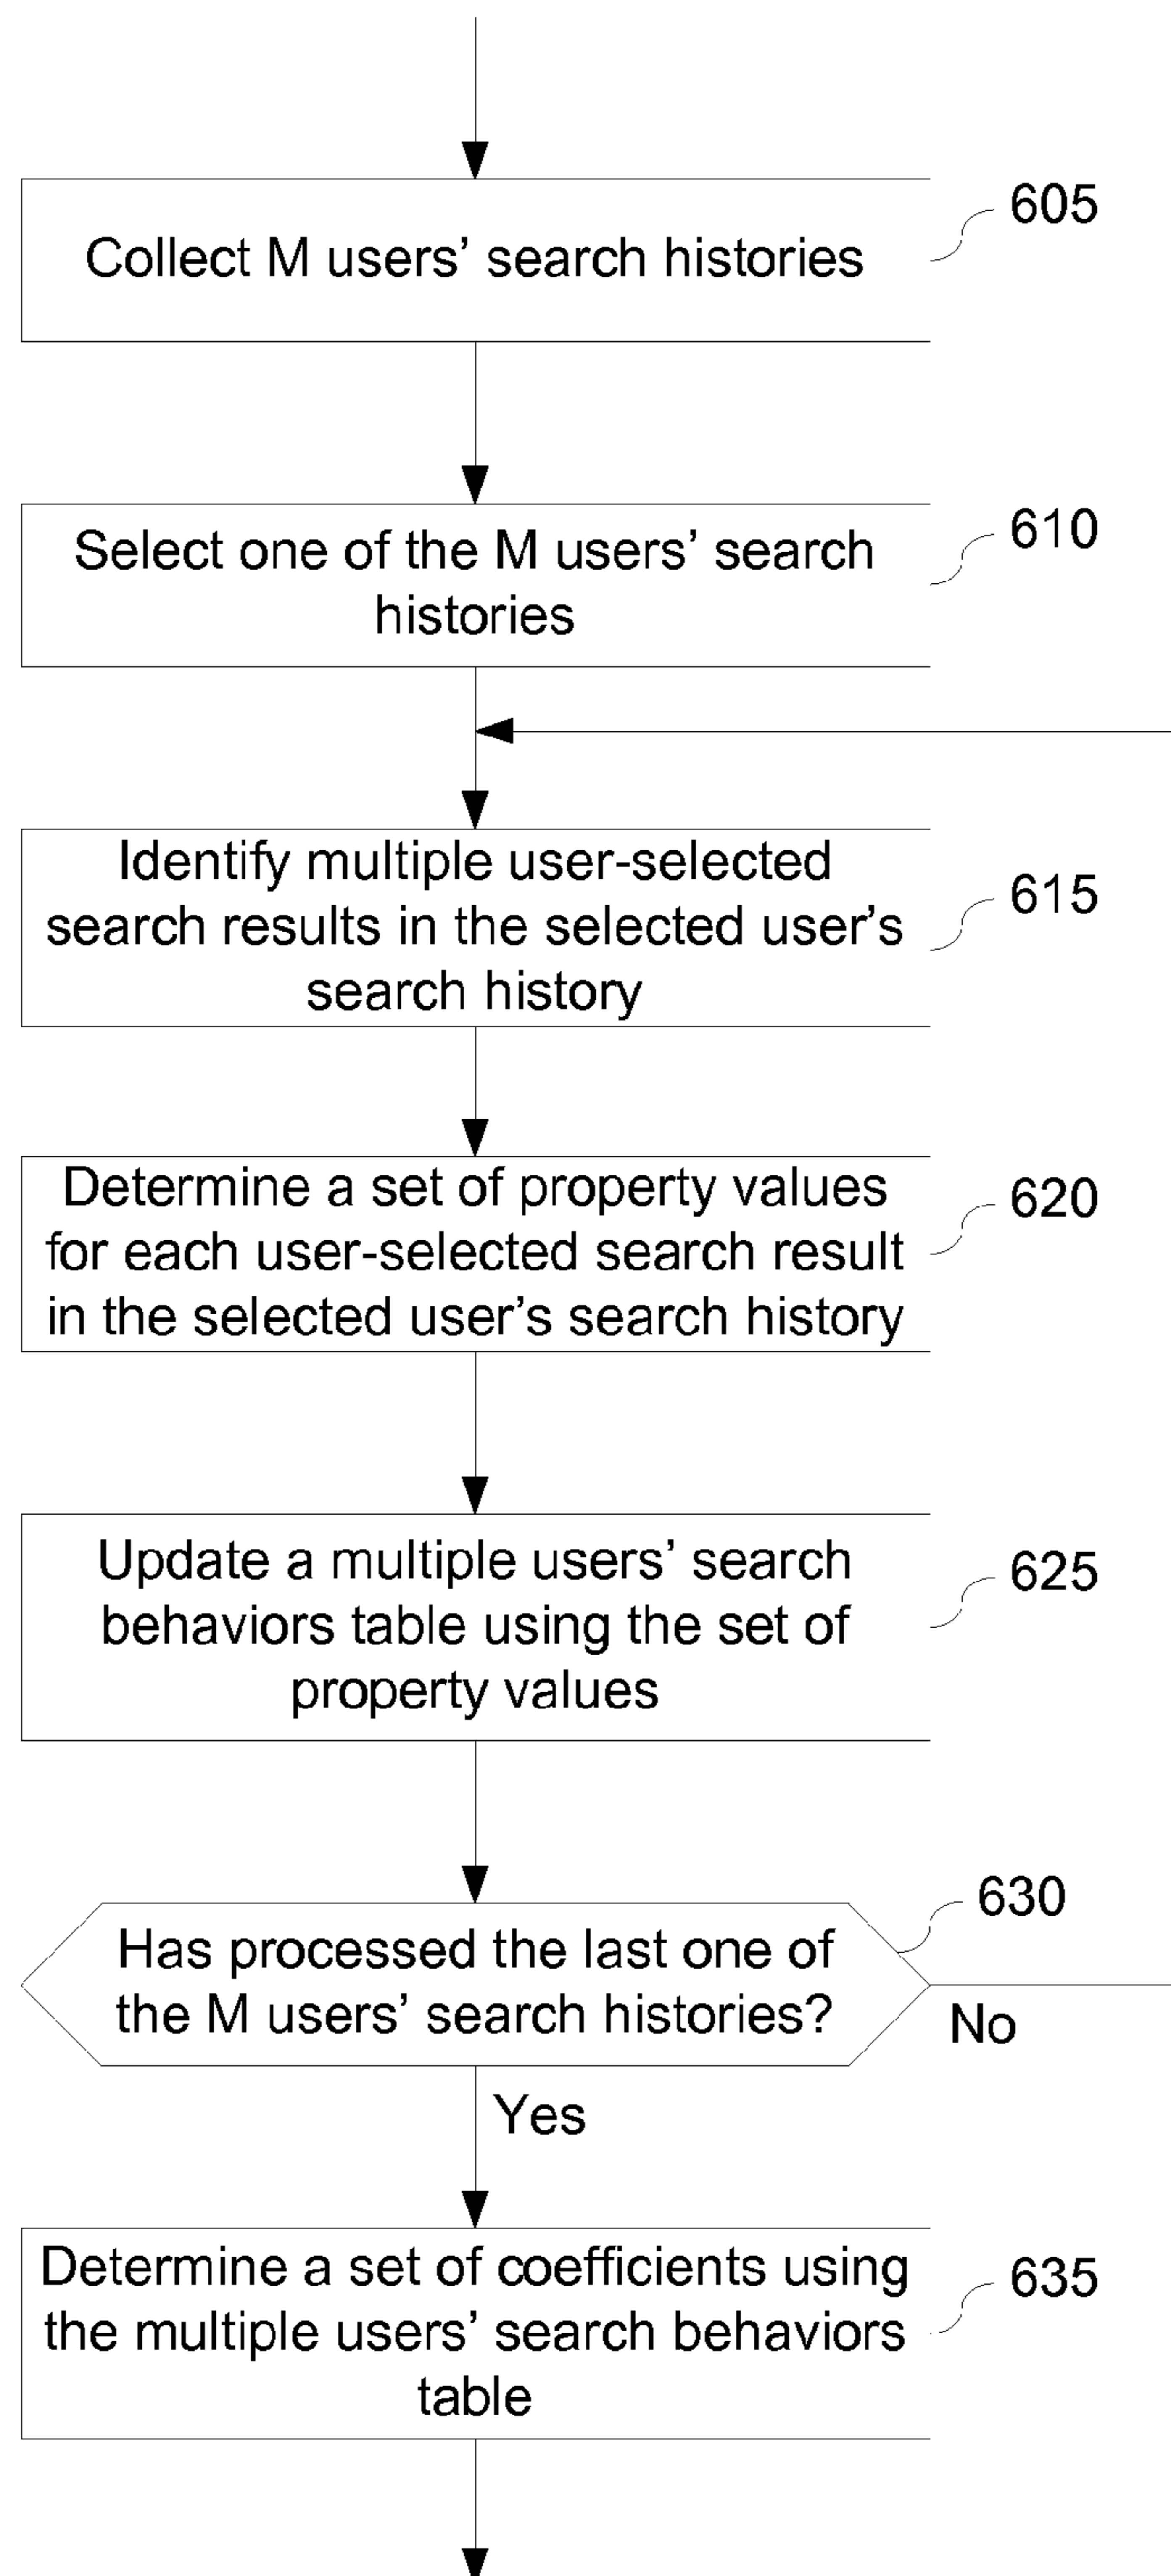 Collect M users’ search histories
605
Select one of the M users’ search
histories
610
Identify multiple user-selected
search results in the selected user’s
search history
615
Determine a set of property values
for each user-selected search result
in the selected user’s search history
620
Update a multiple users’ search
behaviors table using the set of
property values
625
Has processed the last one of
the M users’ search histories?
630
No
Yes
Determine a set of coefficients using
the multiple users’ search behaviors
table
635